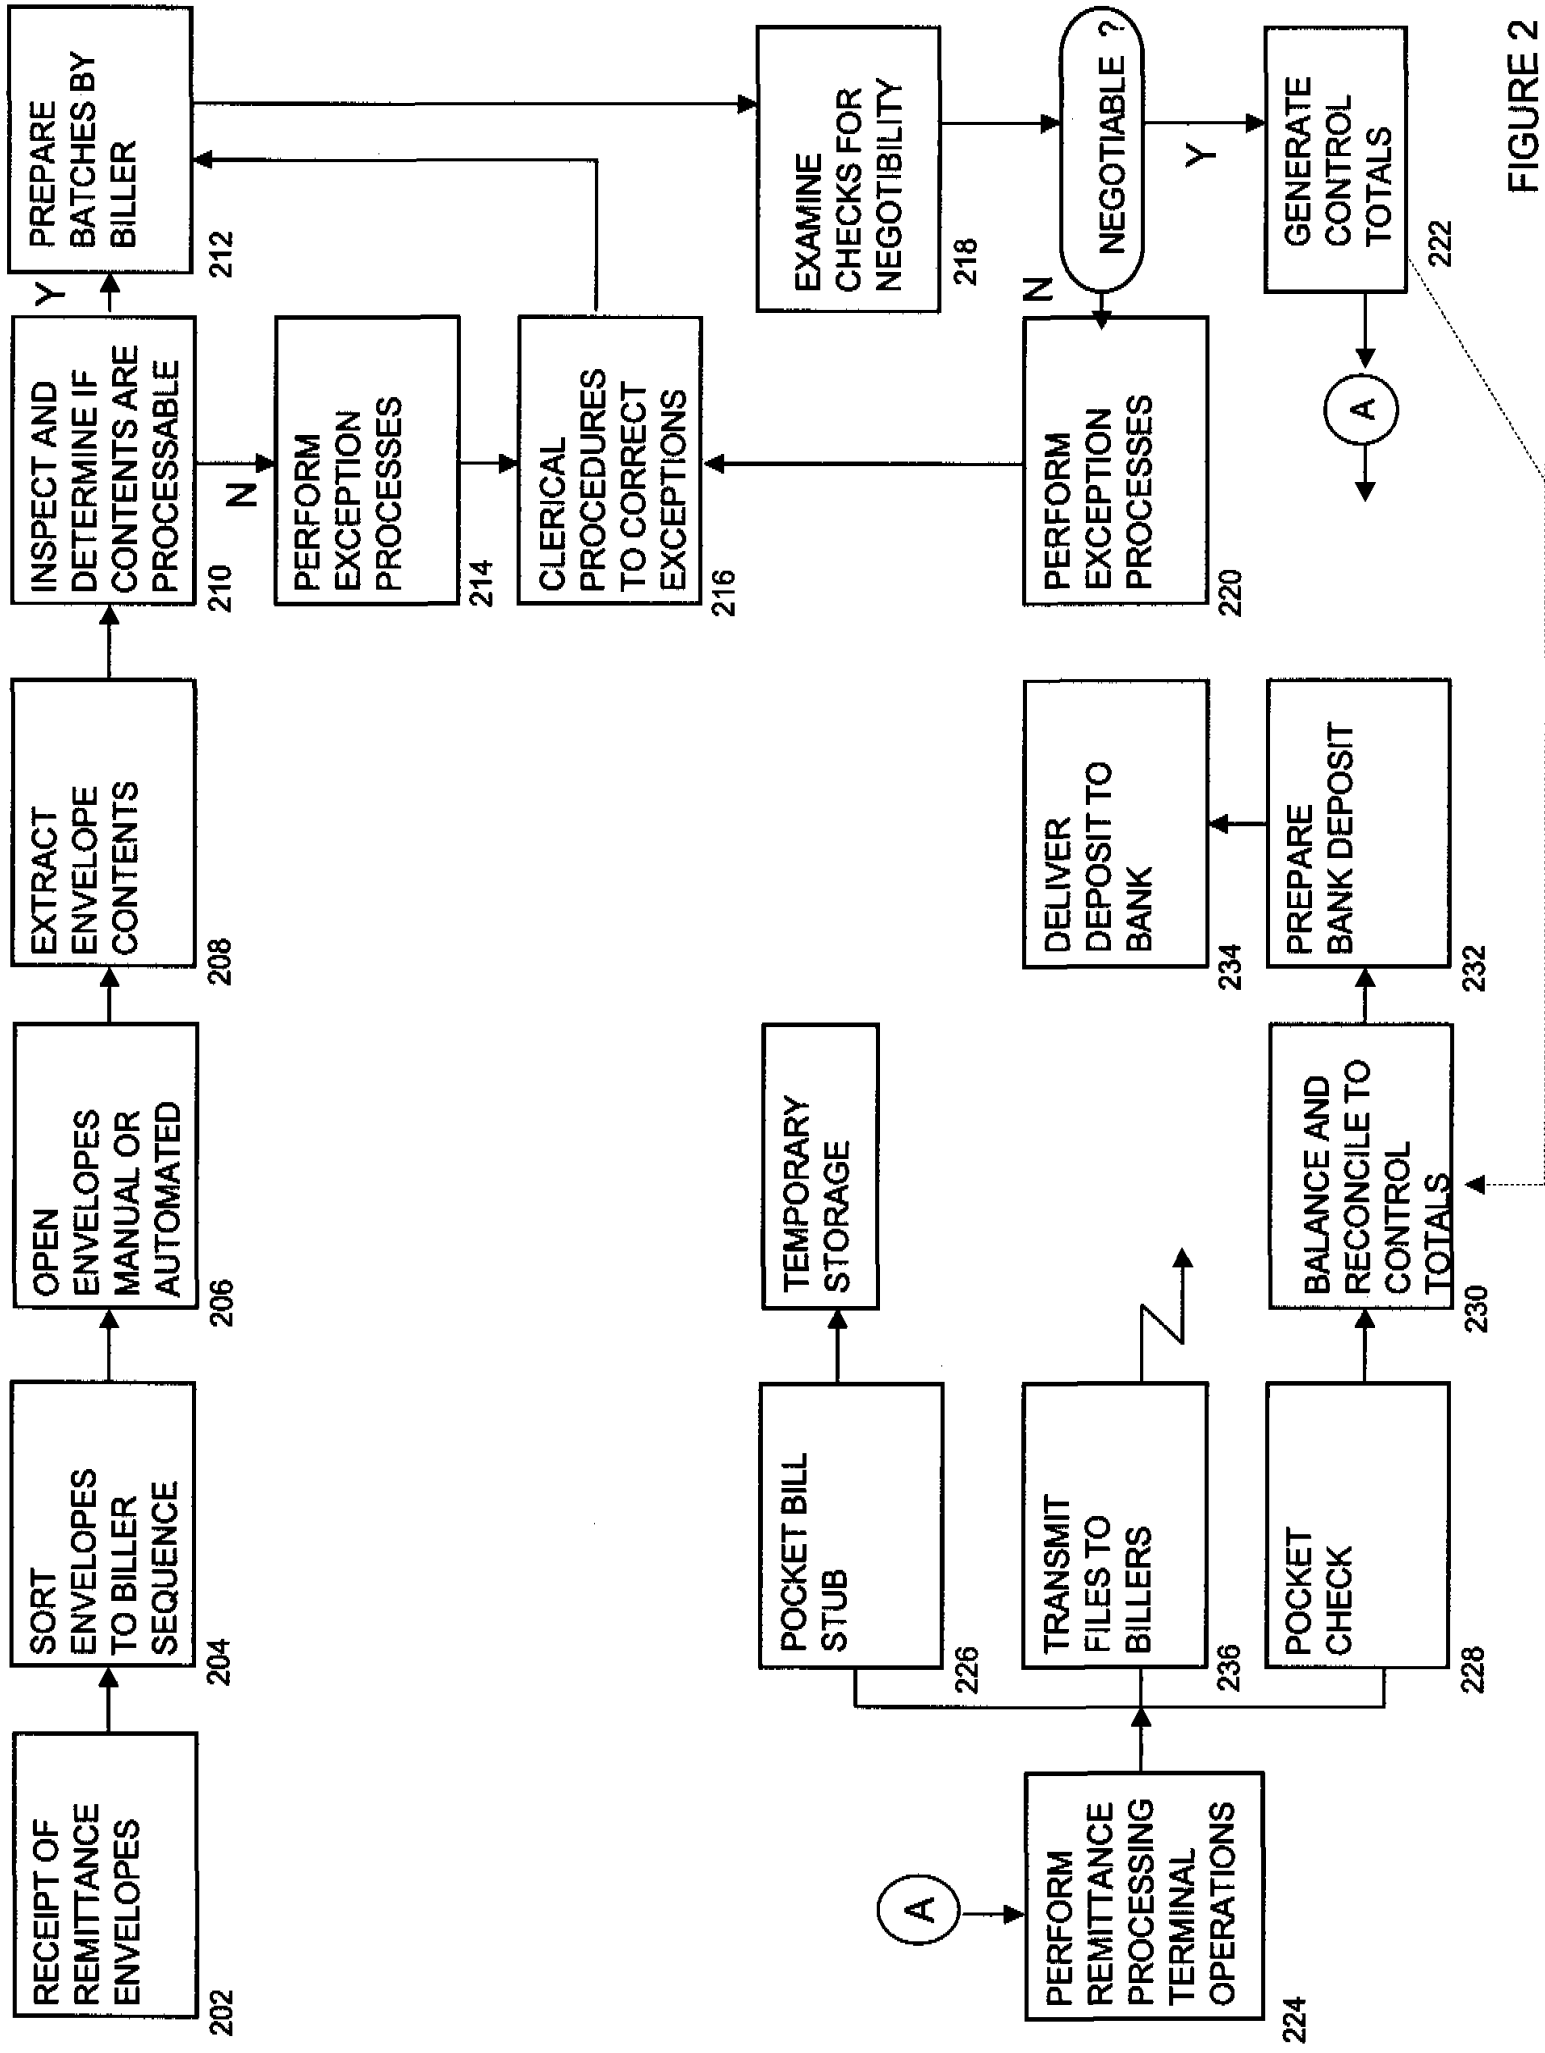 RECEIPT OF
REMITTANCE
ENVELOPES
202
SORT
ENVELOPES
TO BILLER
SEQUENCE
204
OPEN
ENVELOPES
MANUAL OR
AUTOMATED
206
EXTRACT
ENVELOPE
CONTENTS
208
INSPECT AND
DETERMINE IF
CONTENTS ARE
PROCESSABLE
210
Y
PREPARE
BATCHES BY
BILLER
212
N
PERFORM
EXCEPTION
PROCESSES
214
CLERICAL
PROCEDURES
TO CORRECT
EXCEPTIONS
216
EXAMINE
CHECKS FOR
NEGOTIBILITY
218
NEGOTIABLE ?
N
PERFORM
EXCEPTION
PROCESSES
220
Y
GENERATE
CONTROL
TOTALS
222
A
A
PERFORM
REMITTANCE
PROCESSING
TERMINAL
OPERATIONS
224
POCKET BILL
STUB
226
TEMPORARY
STORAGE
TRANSMIT
FILES TO
BILLERS
236
POCKET
CHECK
228
BALANCE AND
RECONCILE TO
CONTROL
TOTALS
230
PREPARE
BANK DEPOSIT
232
DELIVER
DEPOSIT TO
BANK
234
FIGURE 2